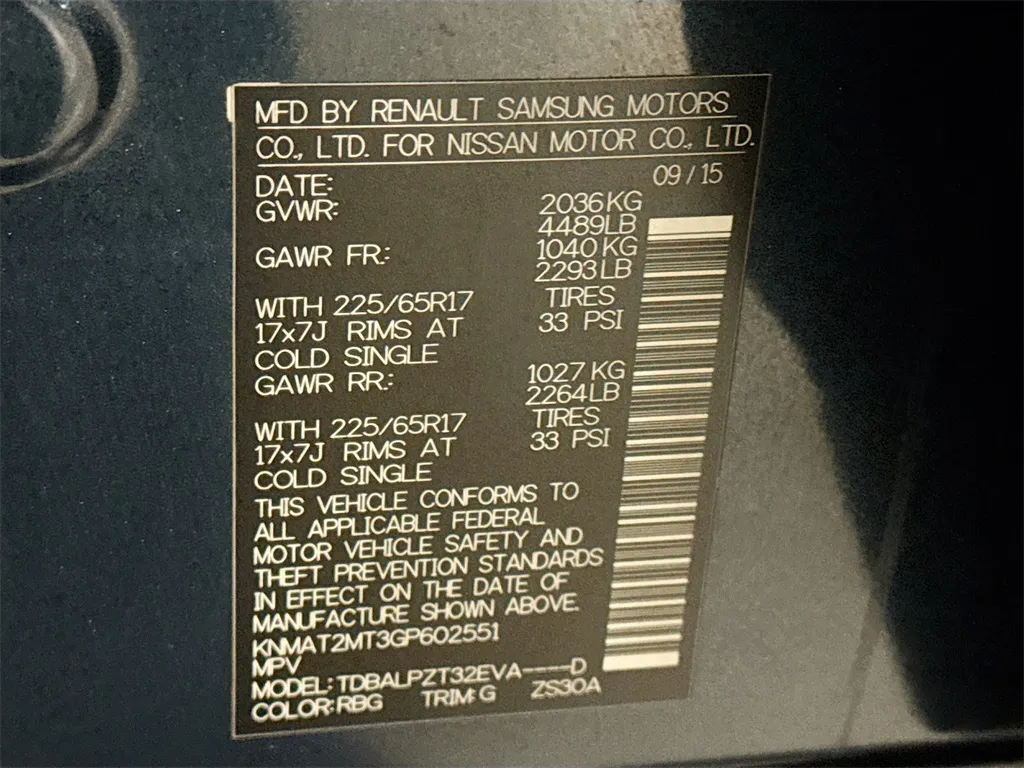 MFD BY RENAULT SAMSUNG MOTORS
CO., LTD. FOR NISSAN MOTOR CO., LTD.
DATE: 09/15
GVWR: 2036KG
4489LB
GAWR FR.: 1040KG
2293LB
WITH 225/65R17 TIRES
17x7J RIMS AT 33 PSI
COLD SINGLE
GAWR RR.: 1027KG
2264LB
WITH 225/65R17 TIRES
17x7J RIMS AT 33 PSI
COLD SINGLE
THIS VEHICLE CONFORMS TO
ALL APPLICABLE FEDERAL
MOTOR VEHICLE SAFETY AND
THEFT PREVENTION STANDARDS
IN EFFECT ON THE DATE OF
MANUFACTURE SHOWN ABOVE.
KNMAT2MT3GP602551
MPV
MODEL: TDBALPZT32EVA----D
COLOR: RBG TRIM: G ZS30A